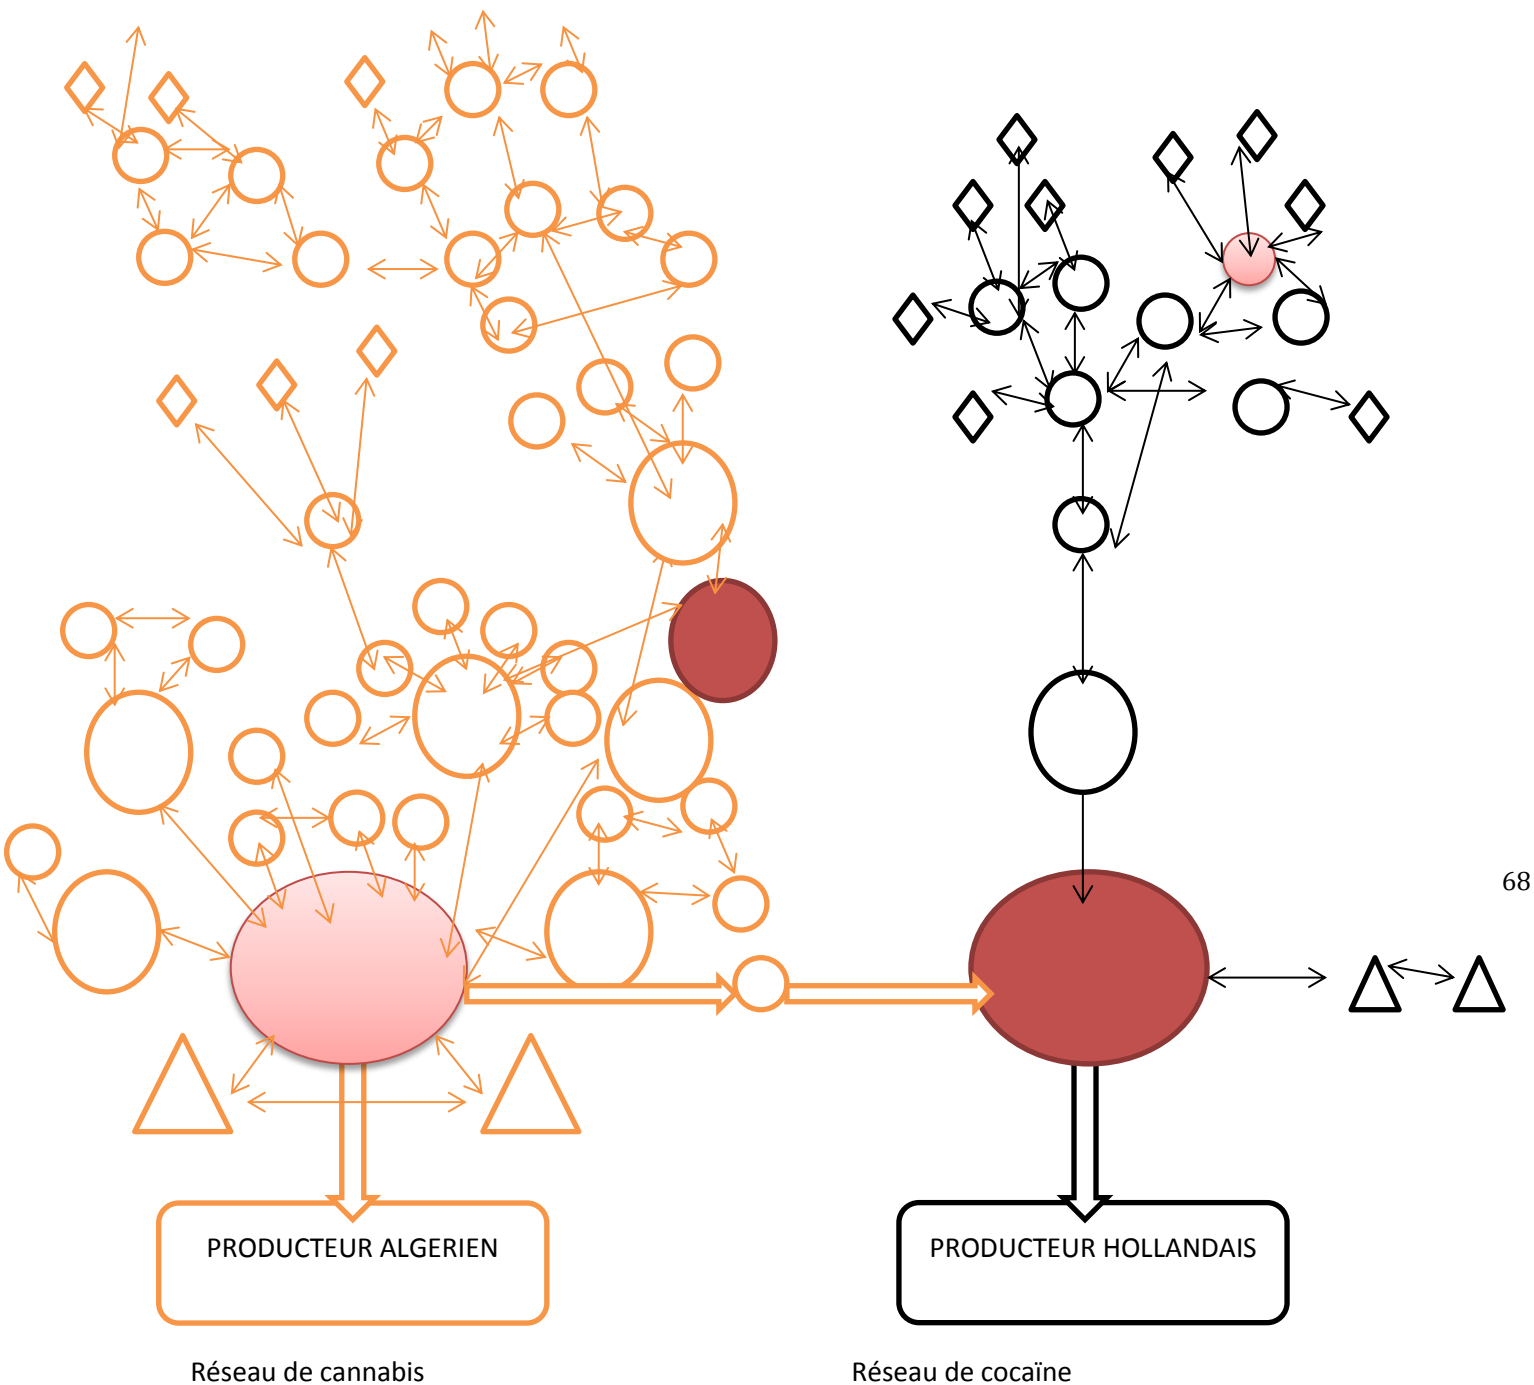 68
PRODUCTEUR ALGERIEN
PRODUCTEUR HOLLANDAIS
Réseau de cannabis
Réseau de cocaïne